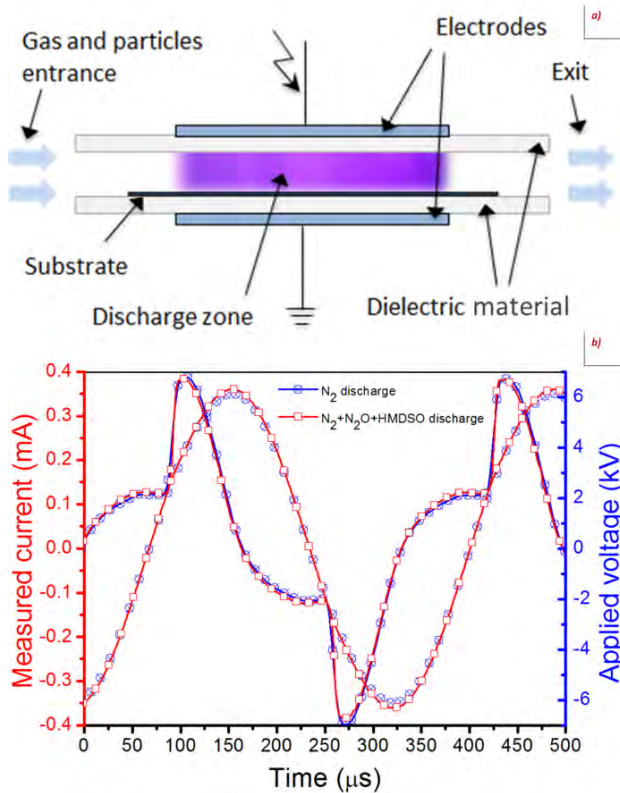 a)
Gas and particles
entrance
Electrodes
Exit
Substrate
Discharge zone
Dielectric material
b)
N₂ discharge
N₂+N₂O+HMDSO discharge
Measured current (mA)
0.4
0.3
0.2
0.1
0.0
-0.1
-0.2
-0.3
-0.4
Applied voltage (kV)
6
4
2
0
-2
-4
-6
0 50 100 150 200 250 300 350 400 450 500
Time (μs)